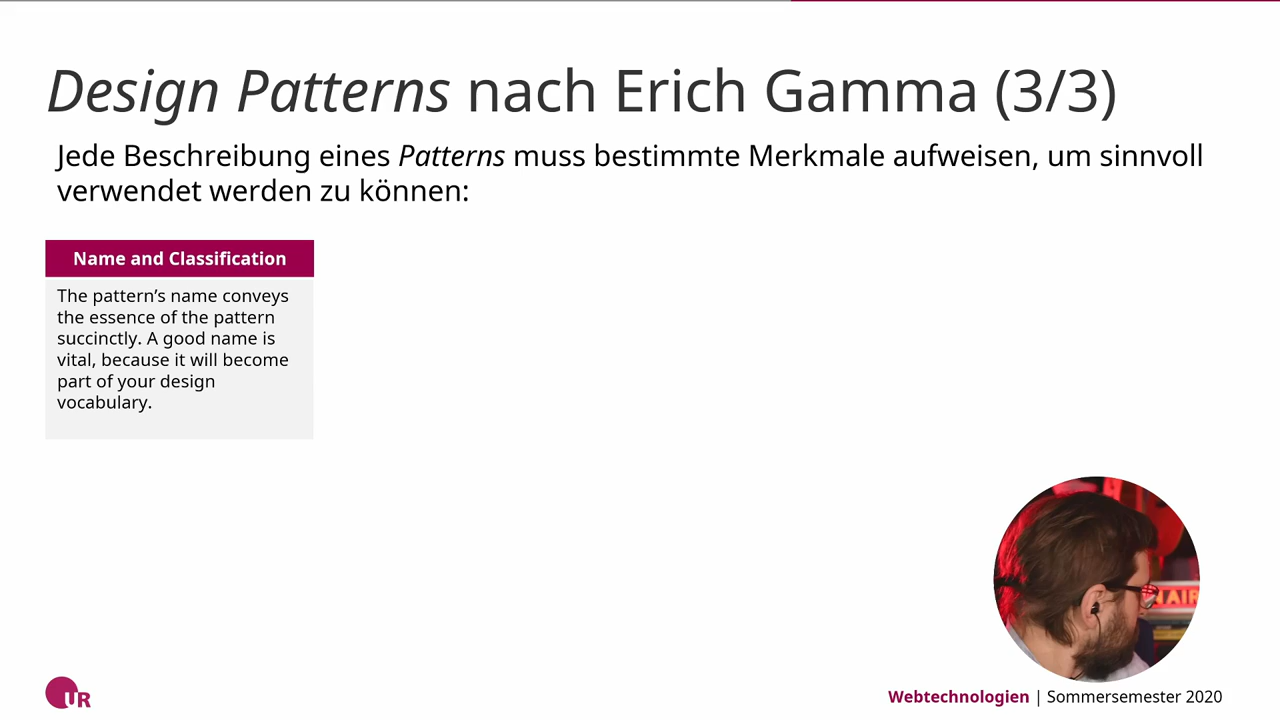 Design Patterns nach Erich Gamma (3/3)
Jede Beschreibung eines Patterns muss bestimmte Merkmale aufweisen, um sinnvoll
verwendet werden zu können:
Name and Classification
The pattern’s name conveys
the essence of the pattern
succinctly. A good name is
vital, because it will become
part of your design
vocabulary.
NAIR
UR
Webtechnologien | Sommersemester 2020